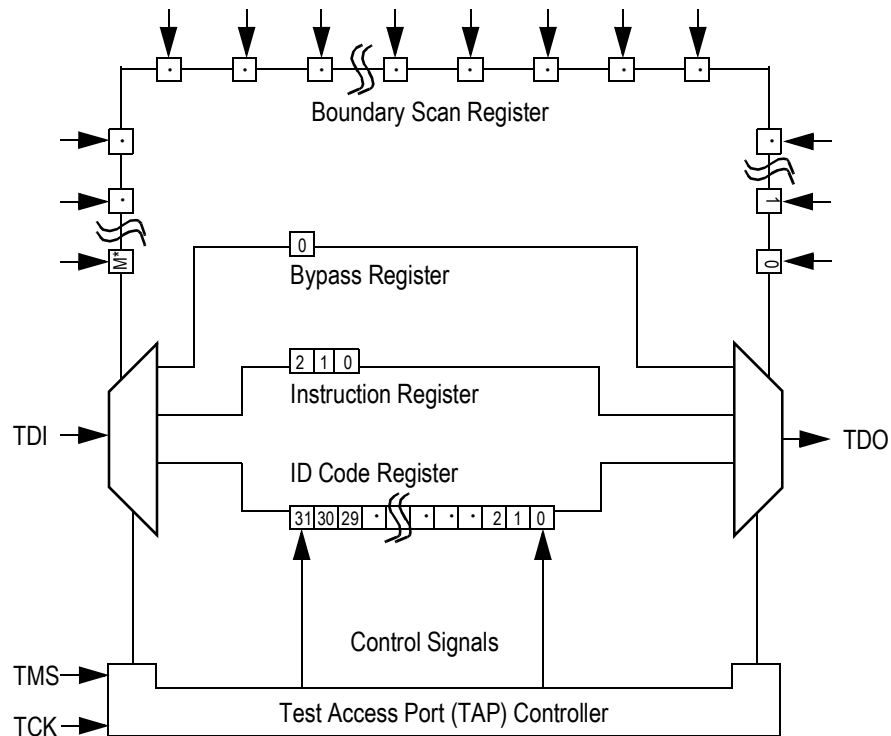 Boundary Scan Register
1
M*
0
0
Bypass Register
2 1 0
Instruction Register
TDI
TDO
ID Code Register
31 30 29 · · · · 2 1 0
Control Signals
TMS
Test Access Port (TAP) Controller
TCK